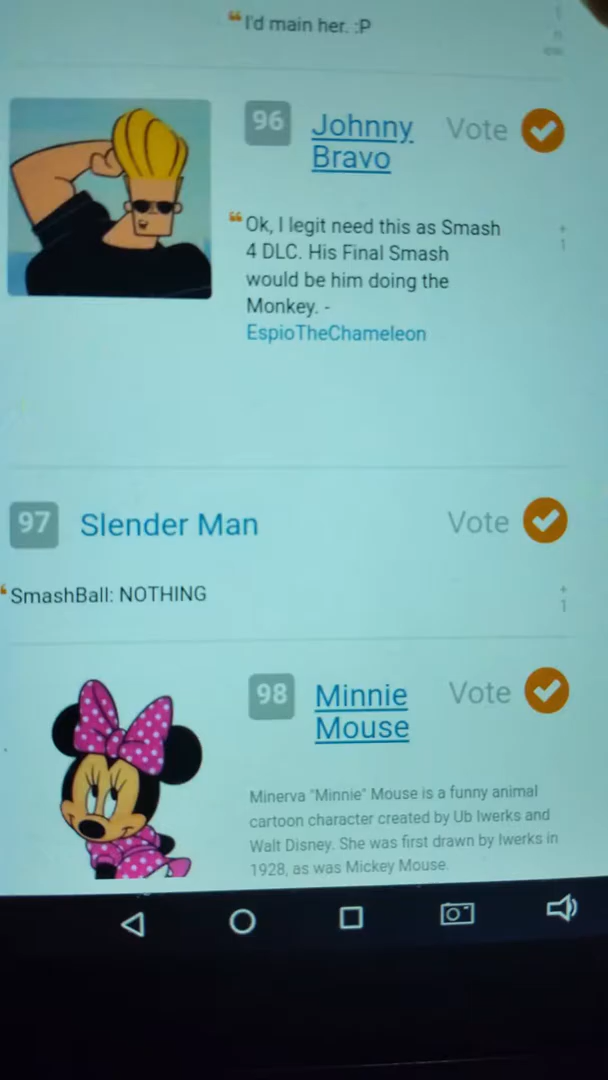 “I'd main her. :P
96 Johnny Bravo Vote
“Ok, I legit need this as Smash
4 DLC. His Final Smash
would be him doing the
Monkey. -
EspioTheChameleon
+
1
97 Slender Man Vote
“SmashBall: NOTHING
+
1
98 Minnie Mouse Vote
Minerva "Minnie" Mouse is a funny animal
cartoon character created by Ub Iwerks and
Walt Disney. She was first drawn by Iwerks in
1928, as was Mickey Mouse.